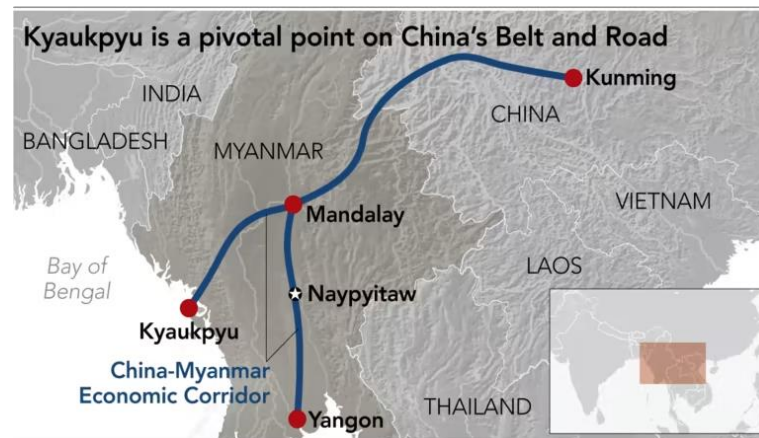 Kyaukpyu is a pivotal point on China's Belt and Road
Kunming
INDIA
CHINA
BANGLADESH
MYANMAR
VIETNAM
Mandalay
LAOS
Bay of
Bengal
Naypyitaw
Kyaukpyu
China-Myanmar
Economic Corridor
THAILAND
Yangon